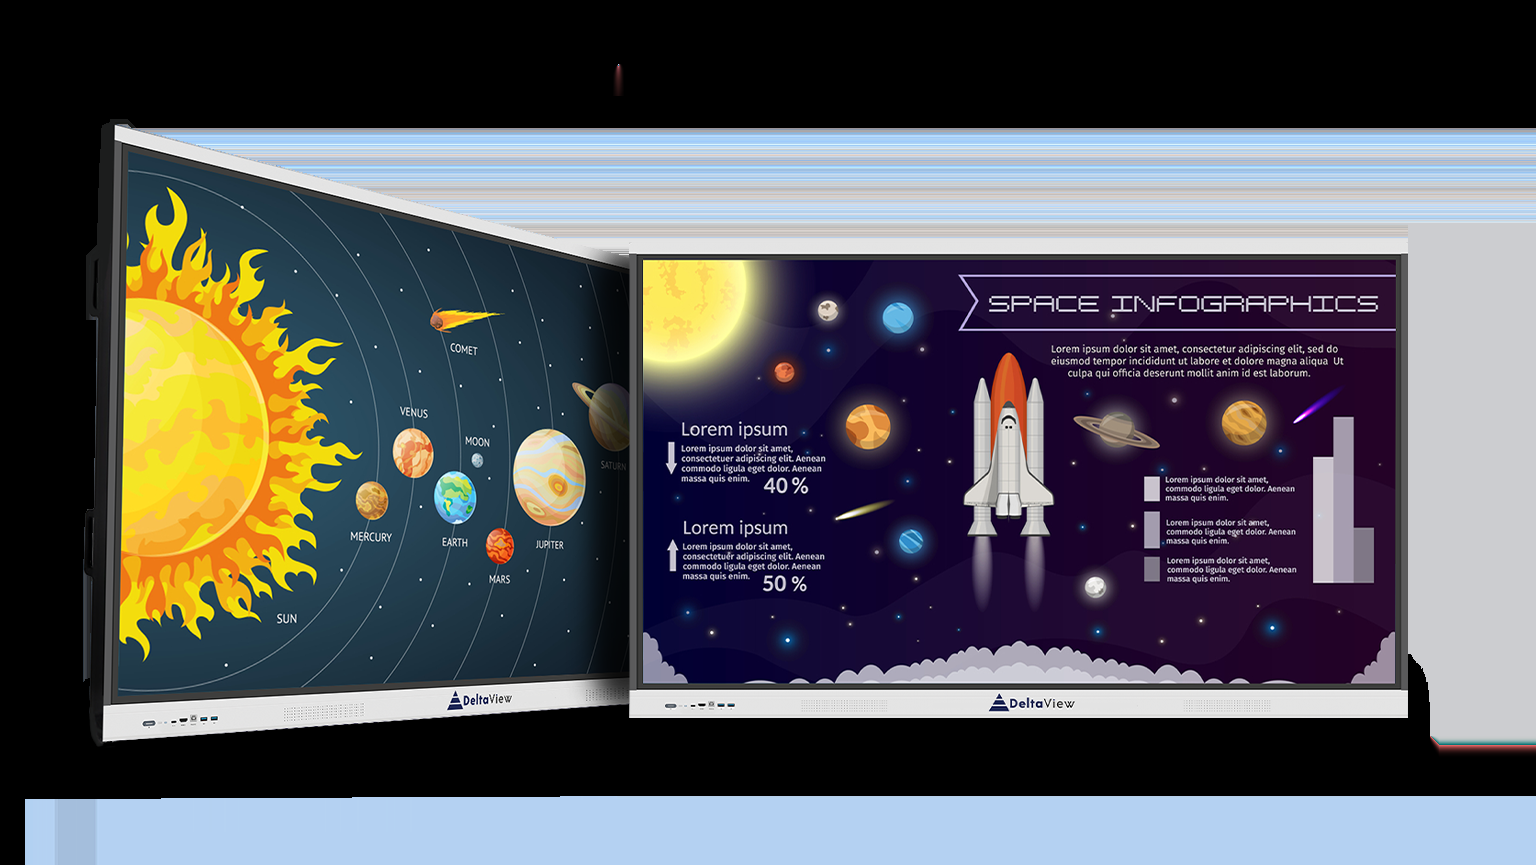 COMET
VENUS
MOON
SATURN
MERCURY
EARTH
JUPITER
MARS
SUN
DeltaView
SPACE INFOGRAPHICS
Lorem ipsum dolor sit amet, consectetur adipiscing elit, sed do
eiusmod tempor incididunt ut labore et dolore magna aliqua Ut
culpa qui officia deserunt mollit anim id est laborum.
Lorem ipsum
Lorem ipsum dolor sit amet,
consectetuer adipiscing elit. Aenean
commodo ligula eget dolor. Aenean
massa quis enim.
40 %
Lorem ipsum
Lorem ipsum dolor sit amet,
consectetuer adipiscing elit. Aenean
commodo ligula eget dolor. Aenean
massa quis enim.
50 %
Lorem ipsum dolor sit amet,
commodo ligula eget dolor. Aenean
massa quis enim.
Lorem ipsum dolor sit amet,
commodo ligula eget dolor. Aenean
massa quis enim.
Lorem ipsum dolor sit amet,
commodo ligula eget dolor. Aenean
massa quis enim.
DeltaView